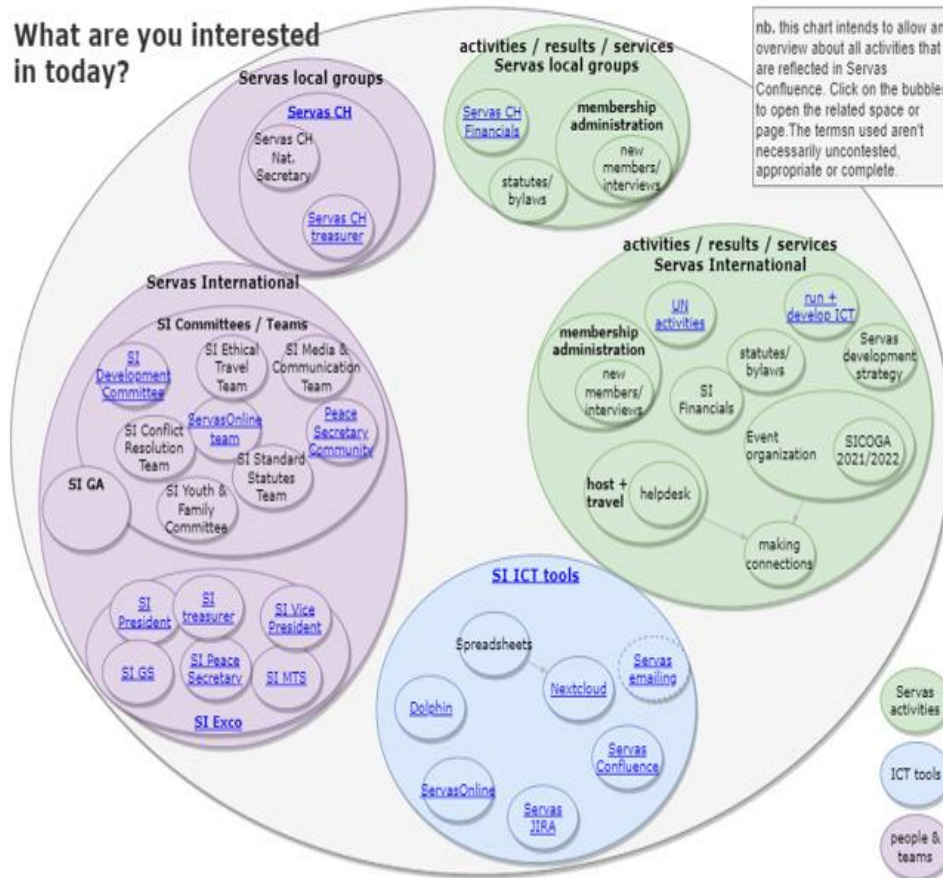 What are you interested
in today?
nb. this chart intends to allow an
overview about all activities that
are reflected in Servas
Confluence. Click on the bubbles
to open the related space or
page.The termsn used aren't
necessarily uncontested,
appropriate or complete.
Servas local groups
Servas CH
Servas CH
Nat.
Secretary
Servas CH
treasurer
activities / results / services
Servas local groups
Servas CH
Financials
membership
administration
new
members/
interviews
statutes/
bylaws
Servas International
SI Committees / Teams
SI
Development
Committee
SI Ethical
Travel
Team
SI Media &
Communication
Team
SI Conflict
Resolution
Team
ServasOnline
team
Peace
Secretary
Community
SI Standard
Statutes
Team
SI GA
SI Youth &
Family
Committee
SI
President
SI
treasurer
SI Vice
President
SI GS
SI Peace
Secretary
SI MTS
SI Exco
activities / results / services
Servas International
UN
activities
run +
develop ICT
membership
administration
new
members/
interviews
statutes/
bylaws
Servas
development
strategy
SI
Financials
Event
organization
SICOGA
2021/2022
host +
travel
helpdesk
making
connections
SI ICT tools
Spreadsheets
Nextcloud
Servas
emailing
Dolphin
Servas
Confluence
ServasOnline
Servas
JIRA
Servas
activities
ICT tools
people &
teams